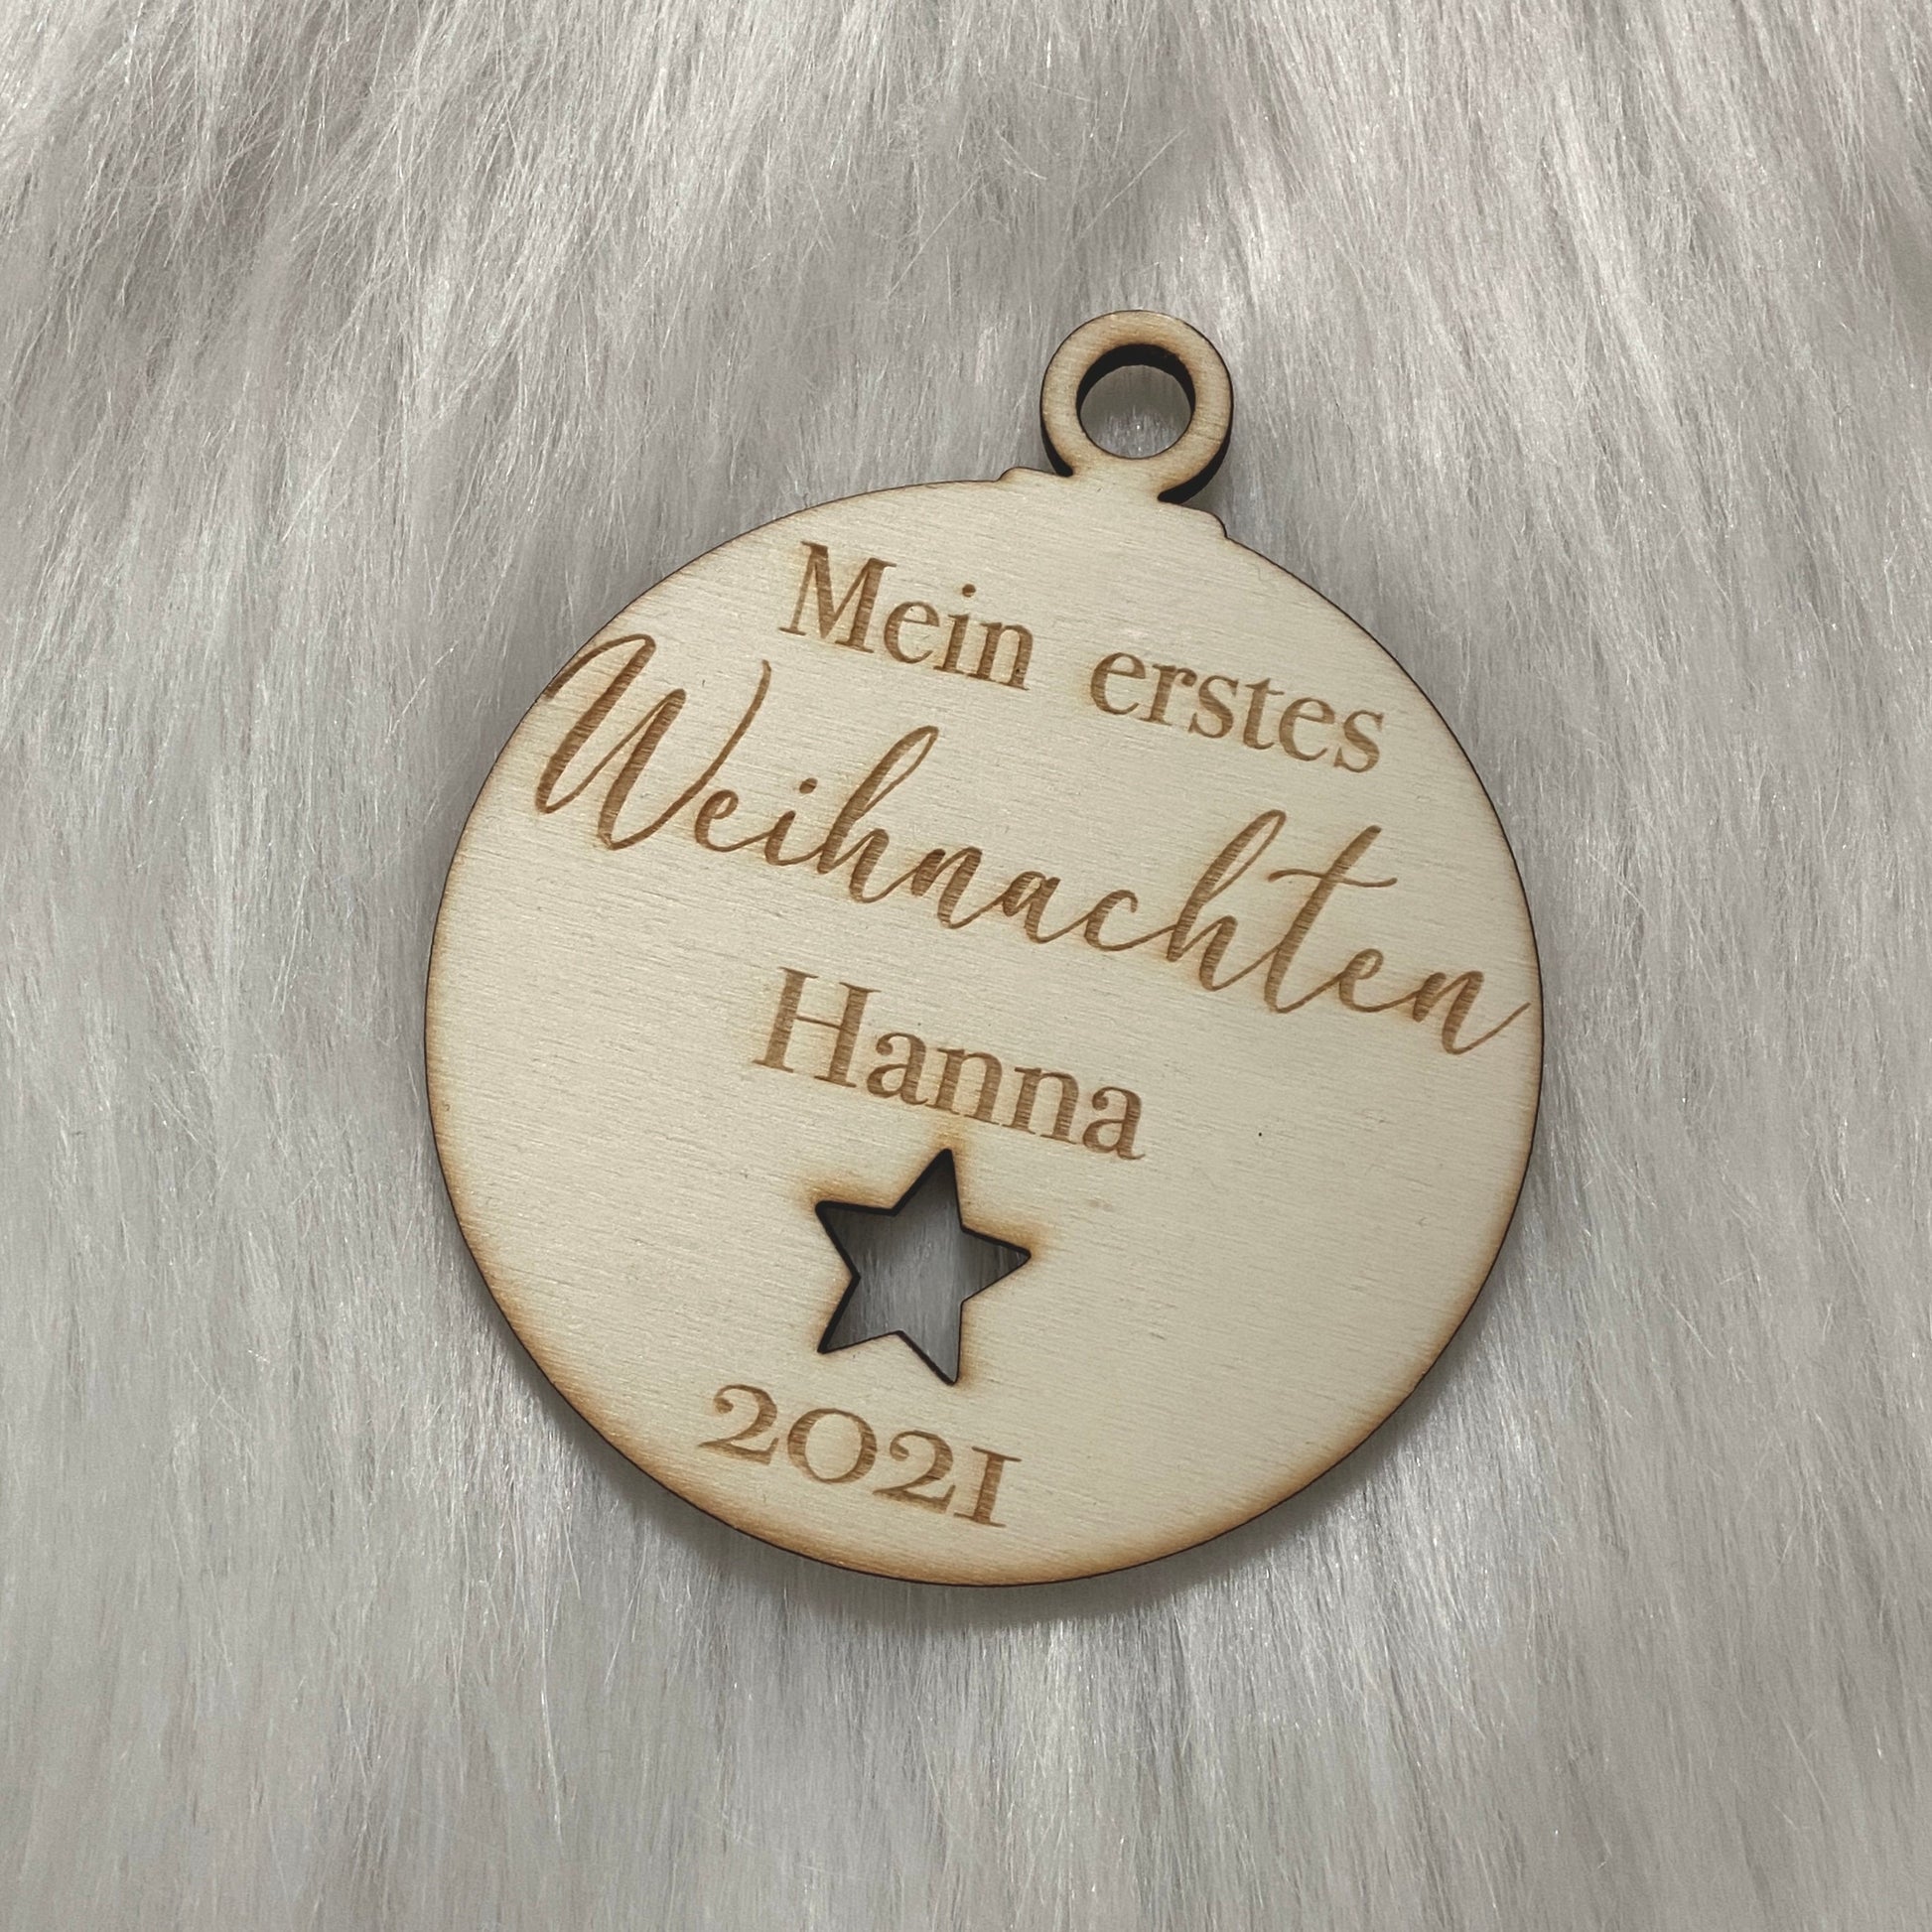 Mein erstes
Weihnachten
Hanna
2021